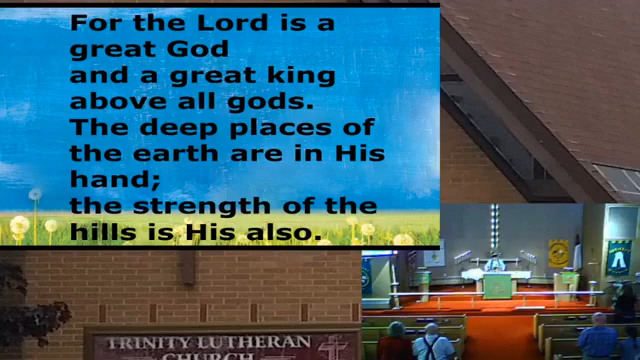 For the Lord is a
great God
and a great king
above all gods.
The deep places of
the earth are in His
hand;
the strength of the
hills is His also.
TRINITY LUTHERAN
CHURCH